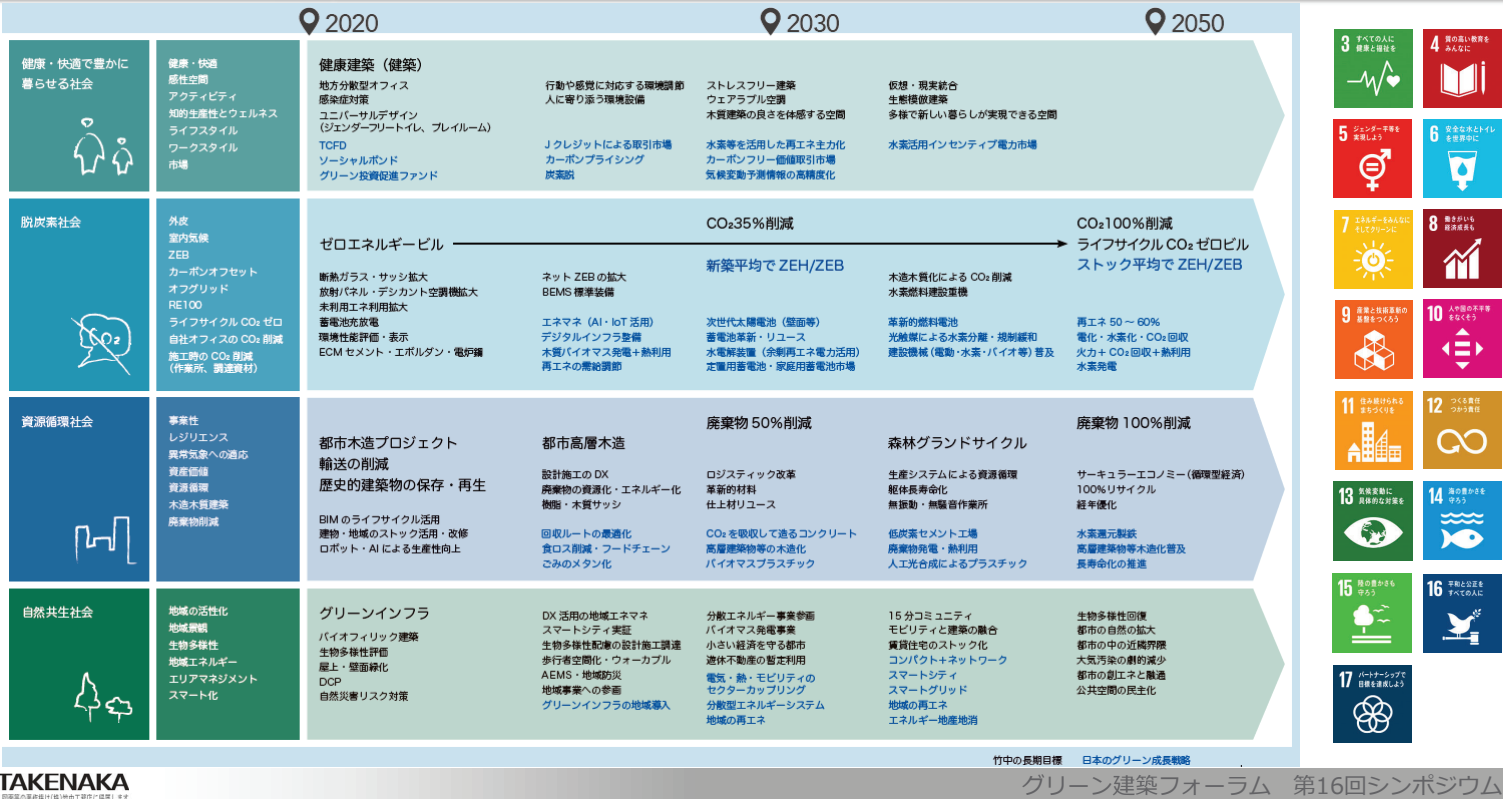 2020
2030
2050
健康・快適で豊かに
暮らせる社会
健康・快適
感性空間
アクティビティ
知的生産性とウェルネス
ライフスタイル
ワークスタイル
市場
健康建築（健築）
地方分散型オフィス
感染症対策
ユニバーサルデザイン
（ジェンダーフリートイレ、プレイルーム）
TCFD
ソーシャルボンド
グリーン投資促進ファンド
行動や感覚に対応する環境調節
人に寄り添う環境設備
Jクレジットによる取引市場
カーボンプライシング
炭素税
ストレスフリー建築
ウェアラブル空調
木質建築の良さを体感する空間
水素等を活用した再エネ主力化
カーボンフリー価値取引市場
気候変動予測情報の高精度化
仮想・現実統合
生態模倣建築
多様で新しい暮らしが実現できる空間
水素活用インセンティブ電力市場
脱炭素社会
CO₂
外皮
室内気候
ZEB
カーボンオフセット
オフグリッド
RE100
ライフサイクル CO₂ ゼロ
自社オフィスの CO₂ 削減
施工時の CO₂ 削減
（作業所、調達資材）
ゼロエネルギービル
断熱ガラス・サッシ拡大
放射パネル・デシカント空調機拡大
未利用エネ利用拡大
蓄電池充放電
環境性能評価・表示
ECM セメント・エボルダン・電炉鋼
ネット ZEB の拡大
BEMS 標準装備
エネマネ（AI・IoT 活用）
デジタルインフラ整備
木質バイオマス発電＋熱利用
再エネの需給調節
CO₂35%削減
新築平均で ZEH/ZEB
次世代太陽電池（壁面等）
蓄電池革新・リユース
水電解装置（余剰再エネ電力活用）
定置用蓄電池・家庭用蓄電池市場
木造木質化による CO₂ 削減
水素燃料建設重機
革新的燃料電池
光触媒による水素分離・規制緩和
建設機械（電動・水素・バイオ等）普及
CO₂100%削減
ライフサイクル CO₂ ゼロビル
ストック平均で ZEH/ZEB
再エネ 50 ～ 60%
電化・水素化・CO₂ 回収
火力＋ CO₂ 回収＋熱利用
水素発電
資源循環社会
事業性
レジリエンス
異常気象への適応
資産価値
資源循環
木造木質建築
廃棄物削減
都市木造プロジェクト
輸送の削減
歴史的建築物の保存・再生
BIM のライフサイクル活用
建物・地域のストック活用・改修
ロボット・AI による生産性向上
都市高層木造
設計施工の DX
廃棄物の資源化・エネルギー化
樹脂・木質サッシ
回収ルートの最適化
食ロス削減・フードチェーン
ごみのメタン化
廃棄物 50%削減
ロジスティック改革
革新的材料
仕上材リユース
CO₂ を吸収して造るコンクリート
高層建築物等の木造化
バイオマスプラスチック
森林グランドサイクル
生産システムによる資源循環
躯体長寿命化
無振動・無騒音作業所
低炭素セメント工場
廃棄物発電・熱利用
人工光合成によるプラスチック
廃棄物 100%削減
サーキュラーエコノミー（循環型経済）
100%リサイクル
経年優化
水素還元製鉄
高層建築物等木造化普及
長寿命化の推進
自然共生社会
地域の活性化
地域景観
生物多様性
地域エネルギー
エリアマネジメント
スマート化
グリーンインフラ
バイオフィリック建築
生物多様性評価
屋上・壁面緑化
DCP
自然災害リスク対策
DX 活用の地域エネマネ
スマートシティ実証
生物多様性配慮の設計施工調達
歩行者空間化・ウォーカブル
AEMS・地域防災
地域事業への参画
グリーンインフラの地域導入
分散エネルギー事業参画
バイオマス発電事業
小さい経済を守る都市
遊休不動産の暫定利用
電気・熱・モビリティの
セクターカップリング
分散型エネルギーシステム
地域の再エネ
15 分コミュニティ
モビリティと建築の融合
賃貸住宅のストック化
コンパクト＋ネットワーク
スマートシティ
スマートグリッド
地域の再エネ
エネルギー地産地消
生物多様性回復
都市の自然の拡大
都市の中の近隣界隈
大気汚染の劇的減少
都市の創エネと融通
公共空間の民主化
竹中の長期目標
日本のグリーン成長戦略
3 すべての人に
健康と福祉を
4 質の高い教育を
みんなに
5 ジェンダー平等を
実現しよう
6 安全な水とトイレ
を世界中に
7 エネルギーをみんなに
そしてクリーンに
8 働きがいも
経済成長も
9 産業と技術革新の
基盤をつくろう
10 人や国の不平等
をなくそう
11 住み続けられる
まちづくりを
12 つくる責任
つかう責任
13 気候変動に
具体的な対策を
14 海の豊かさを
守ろう
15 陸の豊かさも
守ろう
16 平和と公正を
すべての人に
17 パートナーシップで
目標を達成しよう
TAKENAKA
グリーン建築フォーラム 第16回シンポジウム